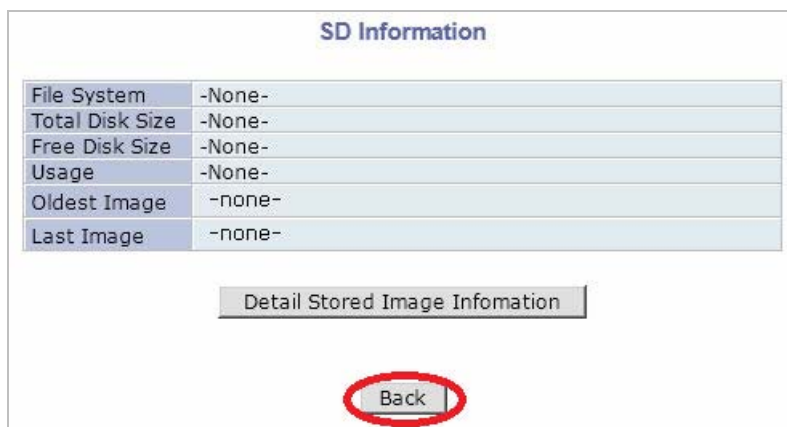 SD Information
File System -None-
Total Disk Size -None-
Free Disk Size -None-
Usage -None-
Oldest Image -none-
Last Image -none-
Detail Stored Image Infomation
Back